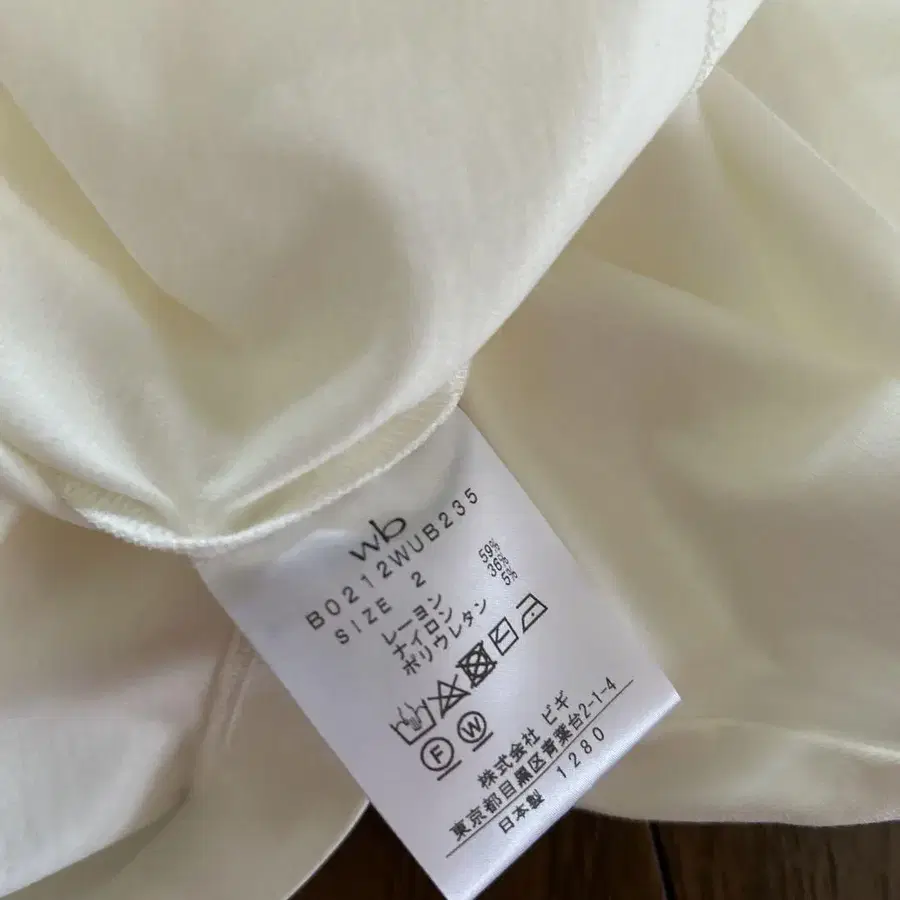 wb
B0212WUB235
SIZE 2
レーヨン 59%
ナイロン 36%
ポリウレタン 5%
F W
株式会社 ビギ
東京都目黒区青葉台2-1-4
日本製 1280